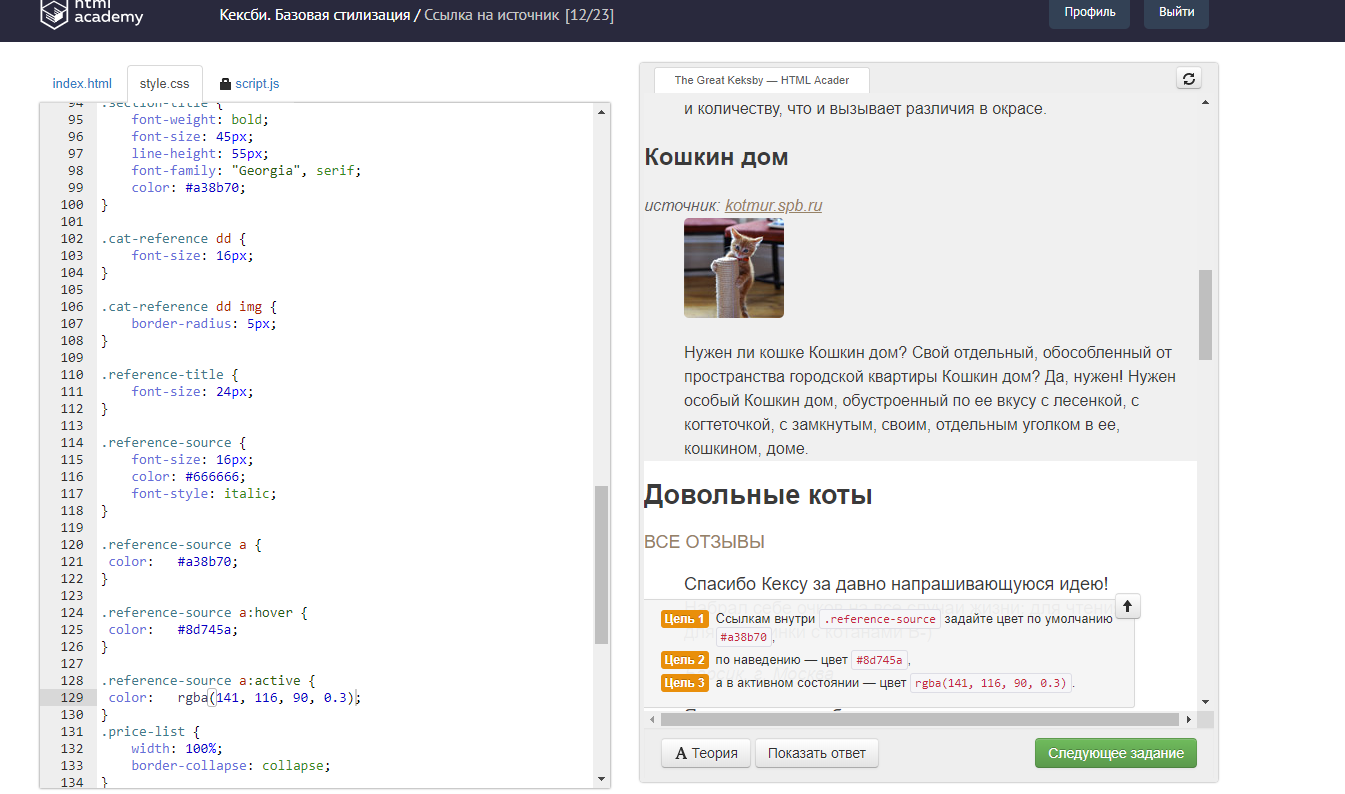 html
academy
Кексби. Базовая стилизация / Ссылка на источник [12/23]
Профиль
Выйти
index.html
style.css
script.js
94 .section-title {
95 font-weight: bold;
96 font-size: 45px;
97 line-height: 55px;
98 font-family: "Georgia", serif;
99 color: #a38b70;
100 }
101
102 .cat-reference dd {
103 font-size: 16px;
104 }
105
106 .cat-reference dd img {
107 border-radius: 5px;
108 }
109
110 .reference-title {
111 font-size: 24px;
112 }
113
114 .reference-source {
115 font-size: 16px;
116 color: #666666;
117 font-style: italic;
118 }
119
120 .reference-source a {
121 color: #a38b70;
122 }
123
124 .reference-source a:hover {
125 color: #8d745a;
126 }
127
128 .reference-source a:active {
129 color: rgba(141, 116, 90, 0.3);
130 }
131 .price-list {
132 width: 100%;
133 border-collapse: collapse;
134 }
The Great Keksby — HTML Acader
и количеству, что и вызывает различия в окрасе.
Кошкин дом
источник: kotmur.spb.ru
Нужен ли кошке Кошкин дом? Свой отдельный, обособленный от
пространства городской квартиры Кошкин дом? Да, нужен! Нужен
особый Кошкин дом, обустроенный по ее вкусу с лесенкой, с
когтеточкой, с замкнутым, своим, отдельным уголком в ее,
кошкином, доме.
Довольные коты
ВСЕ ОТЗЫВЫ
Спасибо Кексу за давно напрашивающуюся идею!
Цель 1 Ссылкам внутри .reference-source задайте цвет по умолчанию
#a38b70,
Цель 2 по наведению — цвет #8d745a,
Цель 3 а в активном состоянии — цвет rgba(141, 116, 90, 0.3).
А Теория
Показать ответ
Следующее задание